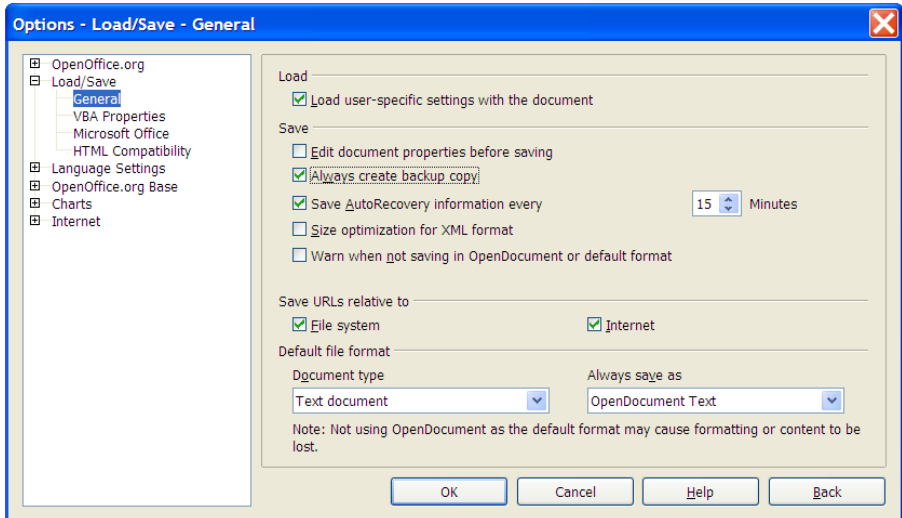 Options - Load/Save - General
OpenOffice.org
Load/Save
General
VBA Properties
Microsoft Office
HTML Compatibility
Language Settings
OpenOffice.org Base
Charts
Internet
Load
Load user-specific settings with the document
Save
Edit document properties before saving
Always create backup copy
Save AutoRecovery information every 15 Minutes
Size optimization for XML format
Warn when not saving in OpenDocument or default format
Save URLs relative to
File system Internet
Default file format
Document type Always save as
Text document OpenDocument Text
Note: Not using OpenDocument as the default format may cause formatting or content to be
lost.
OK Cancel Help Back